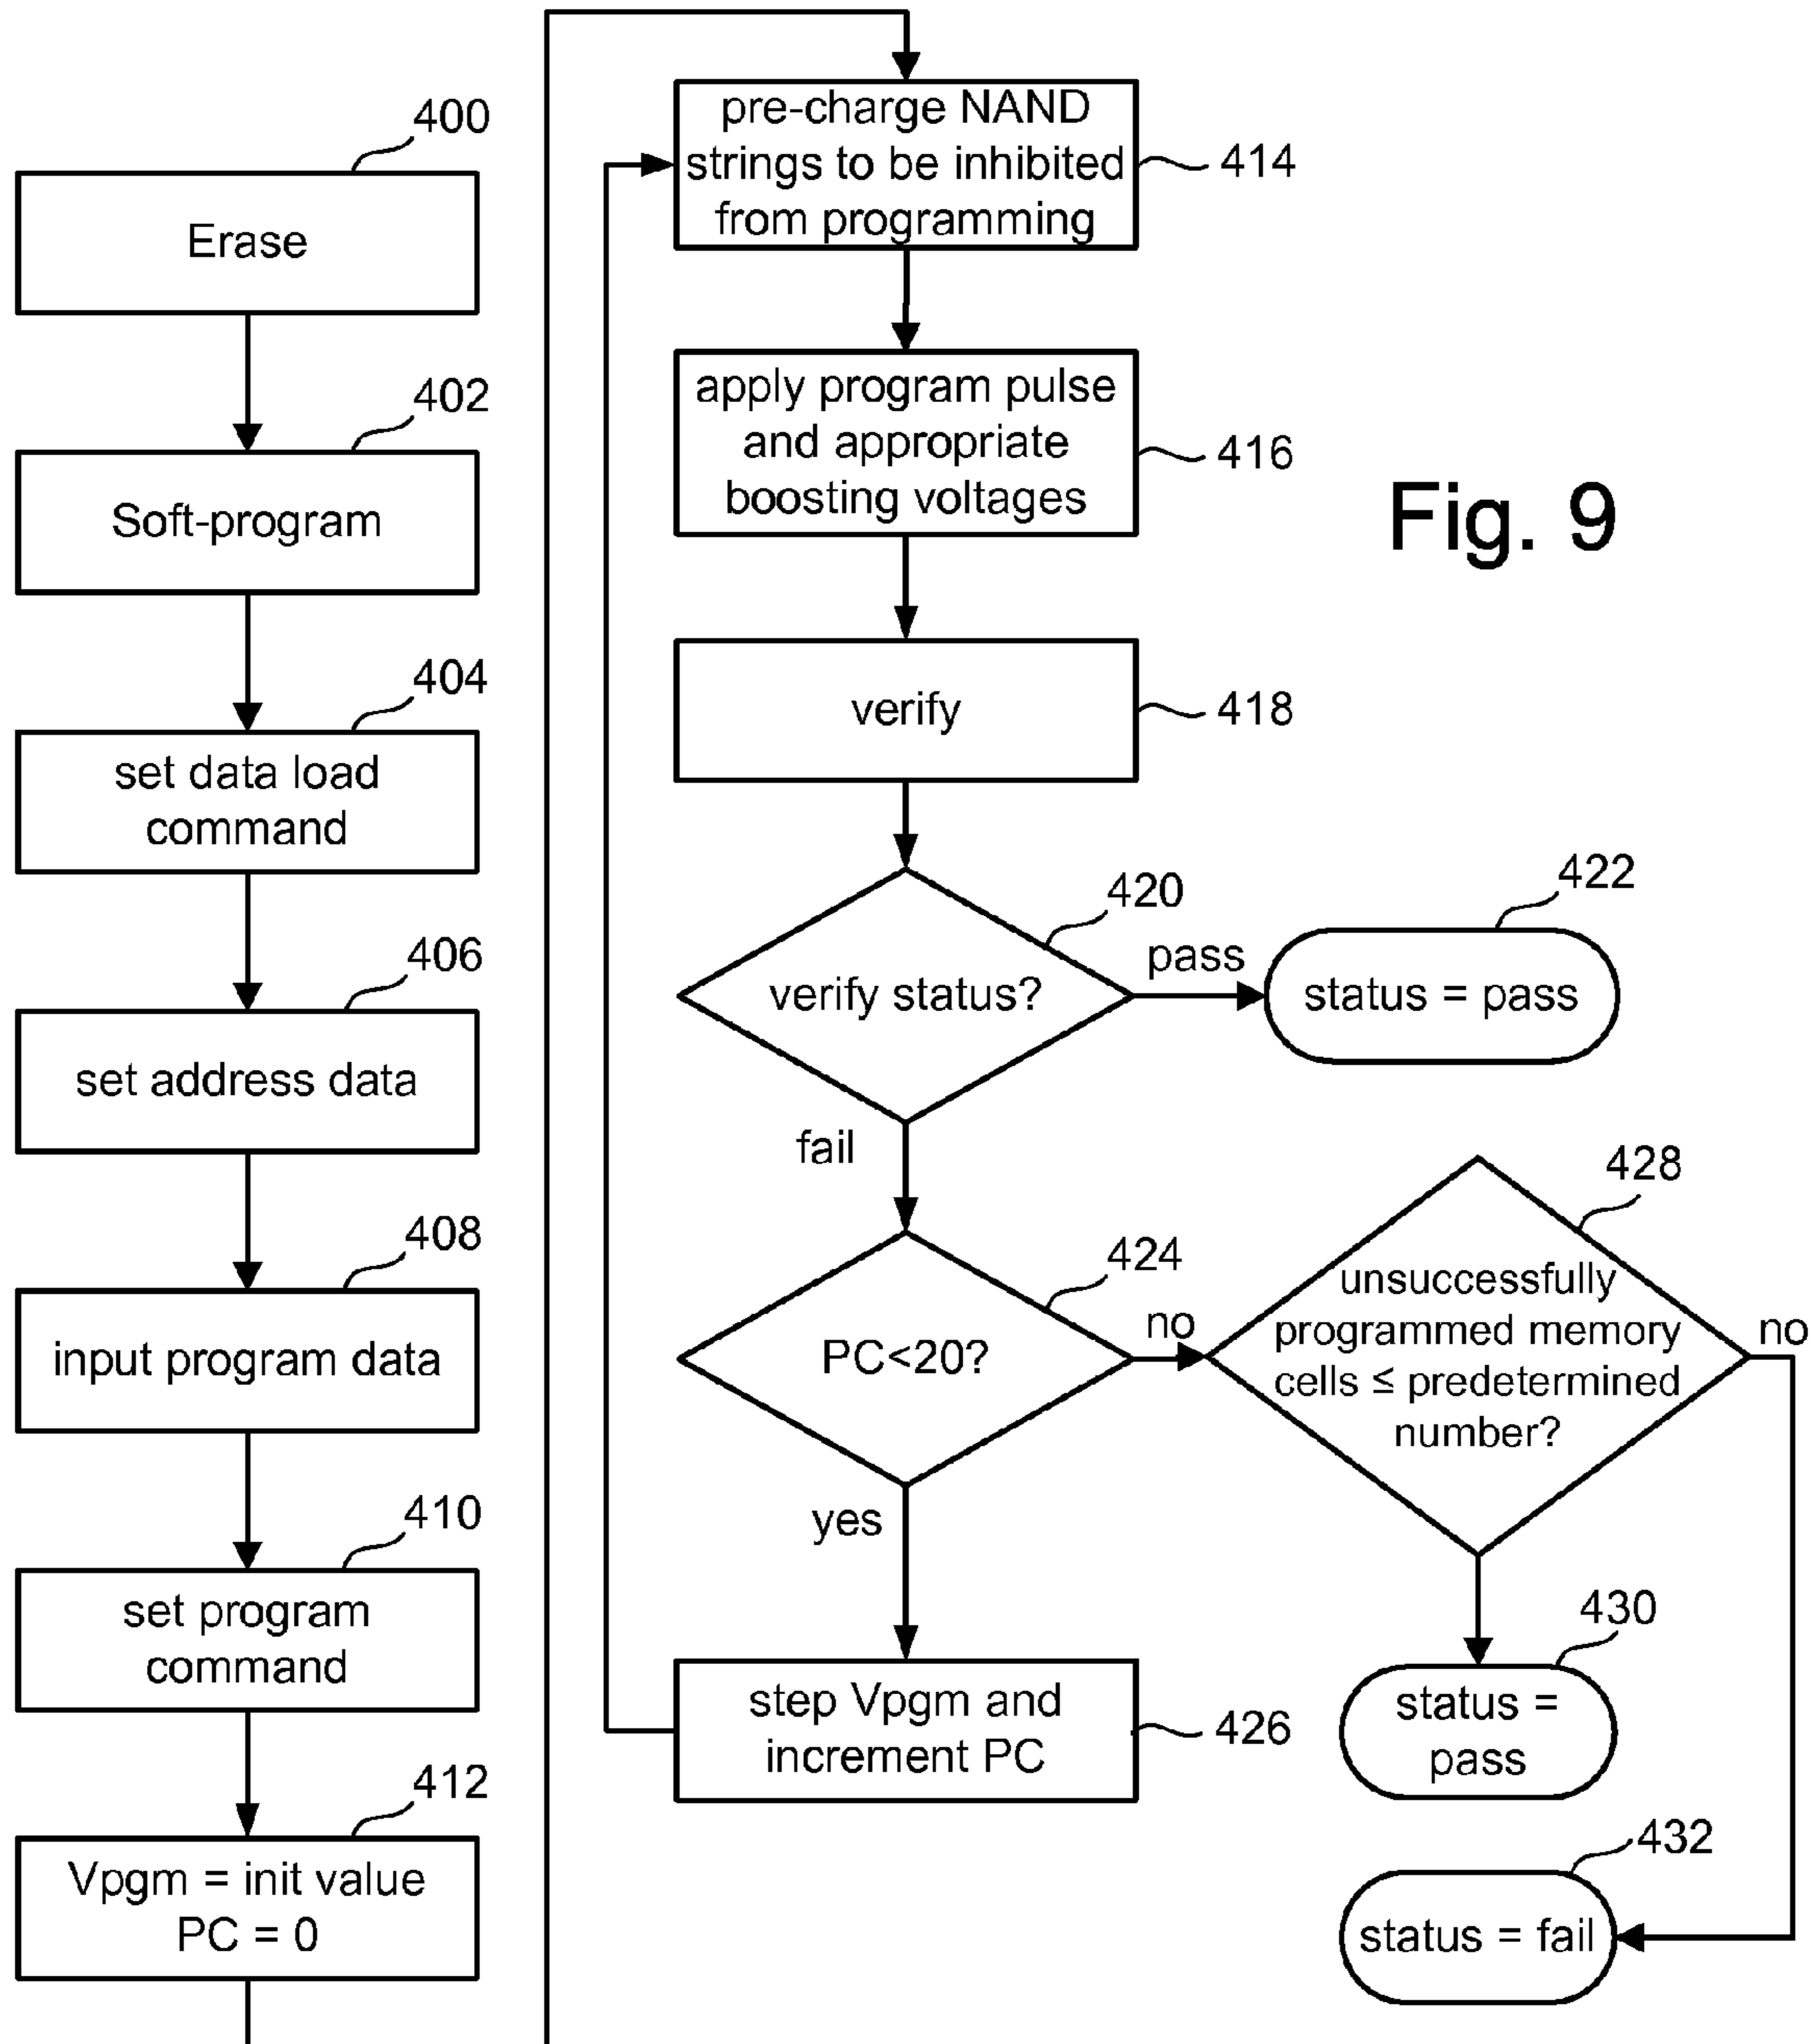 400
Erase
402
Soft-program
404
set data load
command
406
set address data
408
input program data
410
set program
command
412
Vpgm = init value
PC = 0
pre-charge NAND
strings to be inhibited
from programming
414
apply program pulse
and appropriate
boosting voltages
416
Fig. 9
verify
418
420
verify status?
pass
422
status = pass
fail
424
PC<20?
no
428
unsuccessfully
programmed memory
cells ≤ predetermined
number?
no
yes
430
status =
pass
step Vpgm and
increment PC
426
432
status = fail